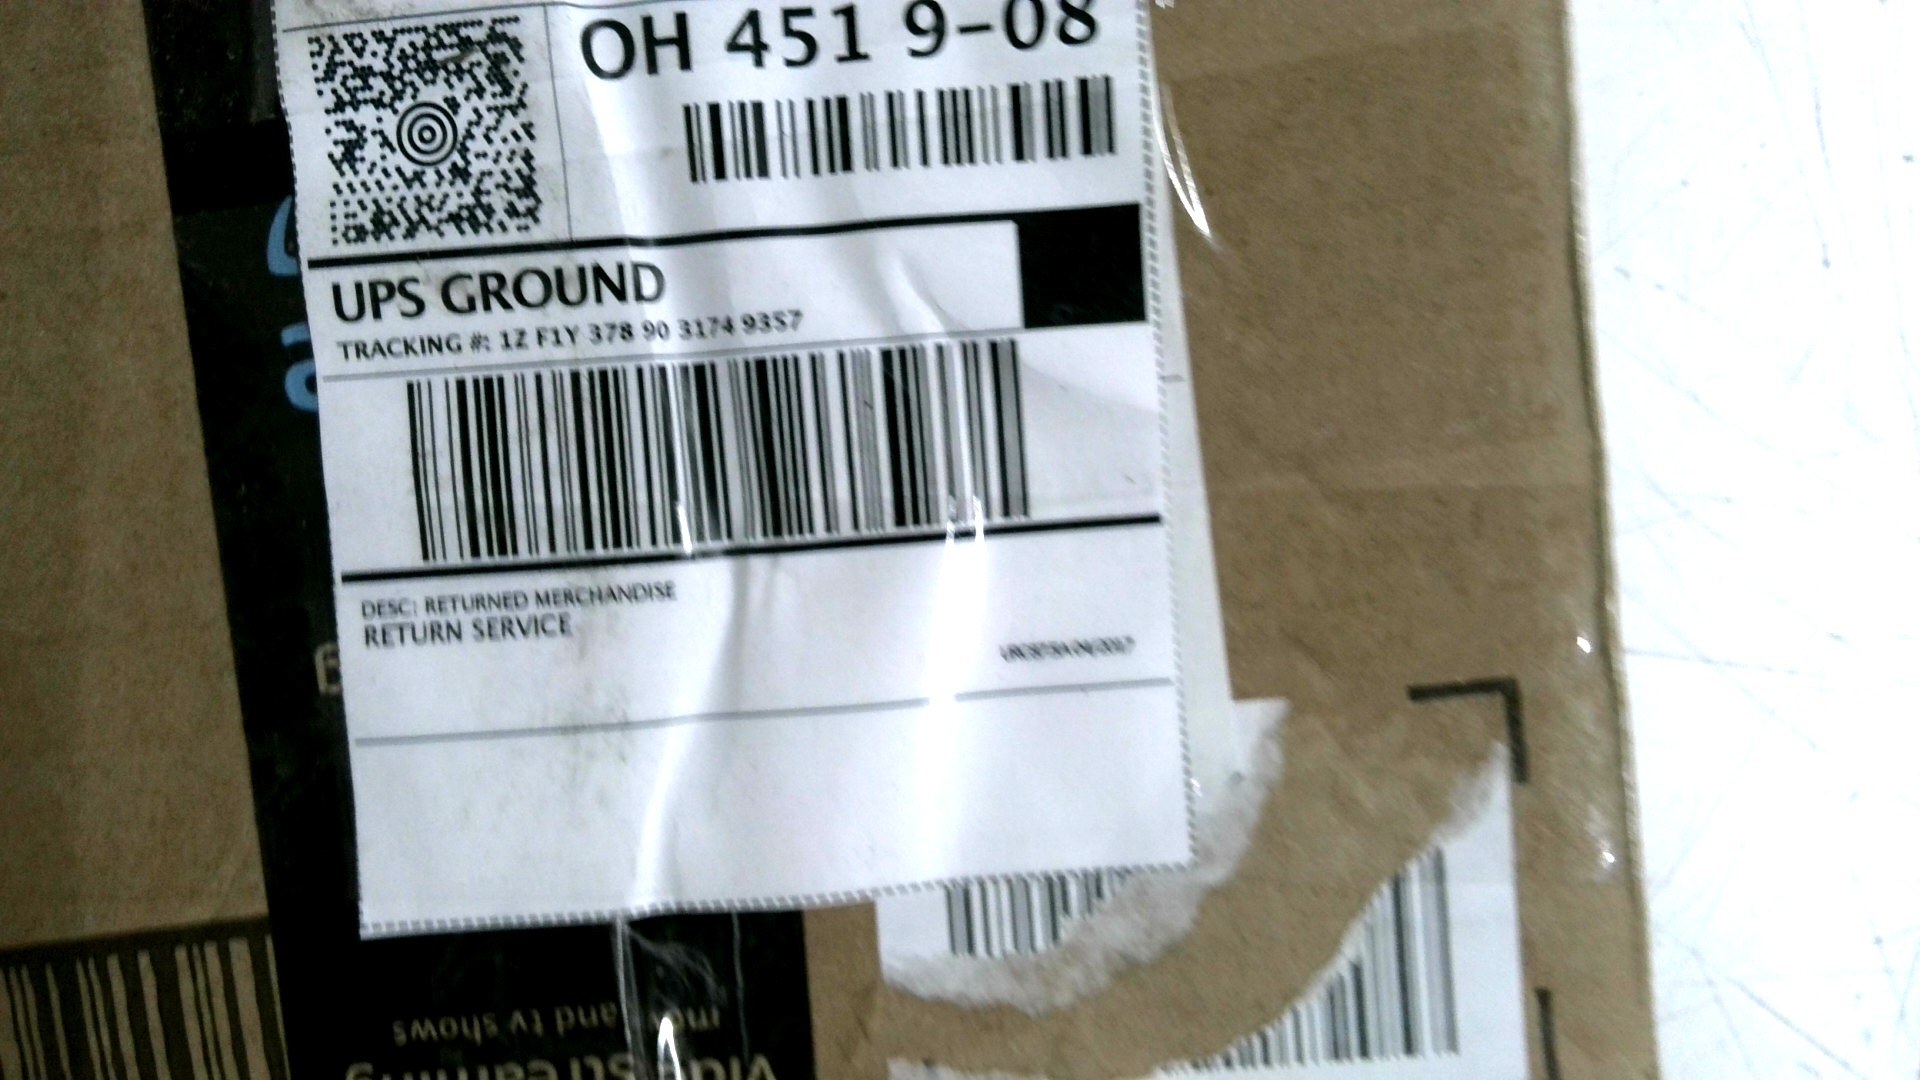 OH 451 9-08
UPS GROUND
TRACKING #: 1Z F1Y 378 90 3174 9357
DESC: RETURNED MERCHANDISE
RETURN SERVICE
and tv shows